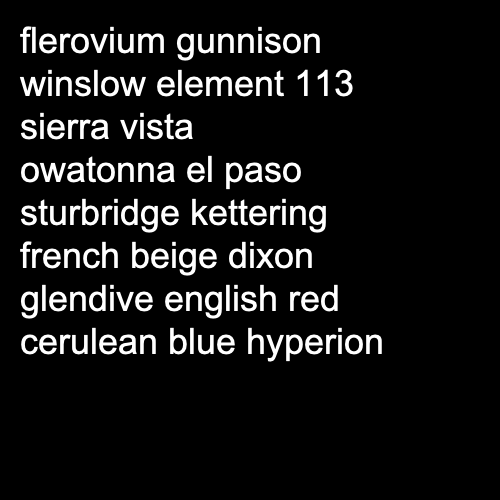 flerovium gunnison
winslow element 113
sierra vista
owatonna el paso
sturbridge kettering
french beige dixon
glendive english red
cerulean blue hyperion